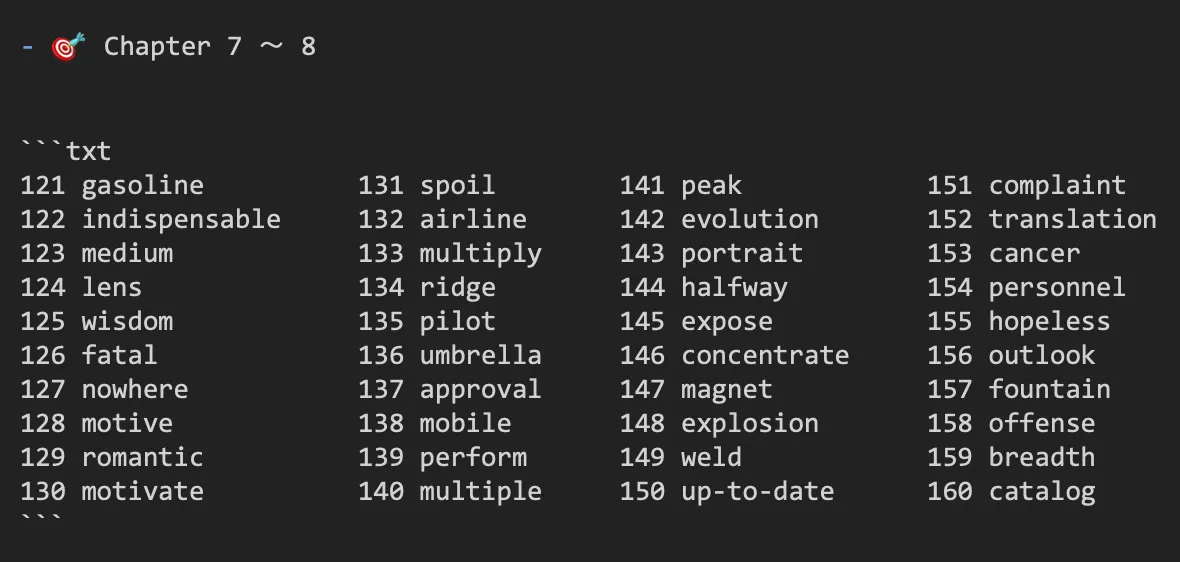 - 🎯 Chapter 7 ～ 8
```txt
121 gasoline 131 spoil 141 peak 151 complaint
122 indispensable 132 airline 142 evolution 152 translation
123 medium 133 multiply 143 portrait 153 cancer
124 lens 134 ridge 144 halfway 154 personnel
125 wisdom 135 pilot 145 expose 155 hopeless
126 fatal 136 umbrella 146 concentrate 156 outlook
127 nowhere 137 approval 147 magnet 157 fountain
128 motive 138 mobile 148 explosion 158 offense
129 romantic 139 perform 149 weld 159 breadth
130 motivate 140 multiple 150 up-to-date 160 catalog
```